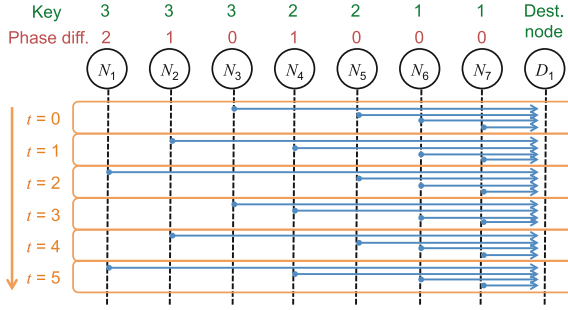 Key 3 3 3 2 2 1 1 Dest. node
Phase diff. 2 1 0 1 0 0 0
N1 N2 N3 N4 N5 N6 N7 D1
t = 0
t = 1
t = 2
t = 3
t = 4
t = 5